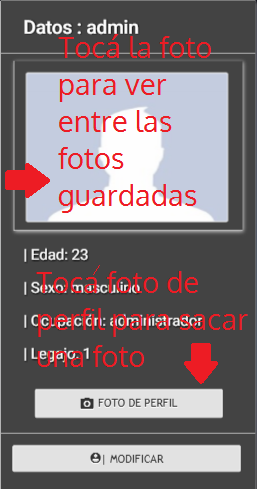 Datos : admin
Tocá la foto
para ver
entre las
fotos
guardadas
| Edad: 23
Tocá foto de
| Sexo: masculino
perfil para sacar
| Ocupación: administrador
una foto
| Legajo: 1
FOTO DE PERFIL
| MODIFICAR